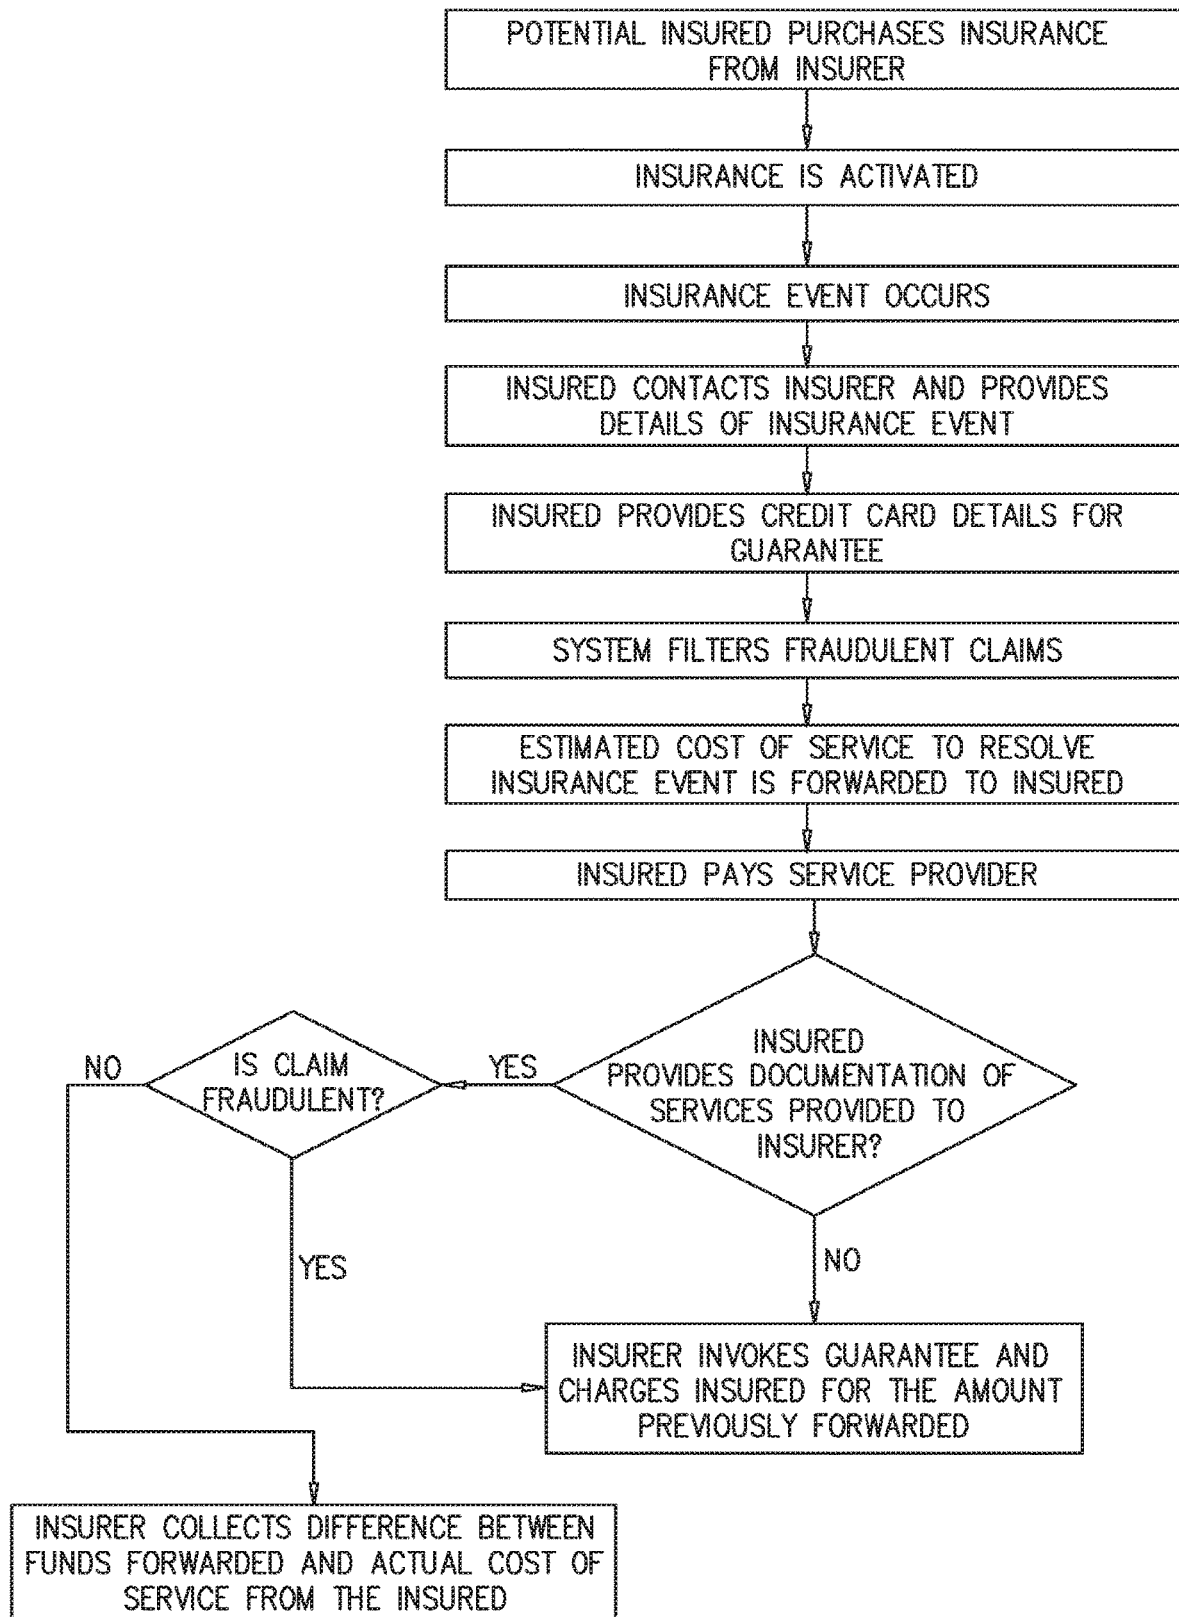 POTENTIAL INSURED PURCHASES INSURANCE
FROM INSURER
INSURANCE IS ACTIVATED
INSURANCE EVENT OCCURS
INSURED CONTACTS INSURER AND PROVIDES
DETAILS OF INSURANCE EVENT
INSURED PROVIDES CREDIT CARD DETAILS FOR
GUARANTEE
SYSTEM FILTERS FRAUDULENT CLAIMS
ESTIMATED COST OF SERVICE TO RESOLVE
INSURANCE EVENT IS FORWARDED TO INSURED
INSURED PAYS SERVICE PROVIDER
INSURED
PROVIDES DOCUMENTATION OF
SERVICES PROVIDED TO
INSURER?
YES
IS CLAIM
FRAUDULENT?
NO
YES
NO
INSURER INVOKES GUARANTEE AND
CHARGES INSURED FOR THE AMOUNT
PREVIOUSLY FORWARDED
INSURER COLLECTS DIFFERENCE BETWEEN
FUNDS FORWARDED AND ACTUAL COST OF
SERVICE FROM THE INSURED